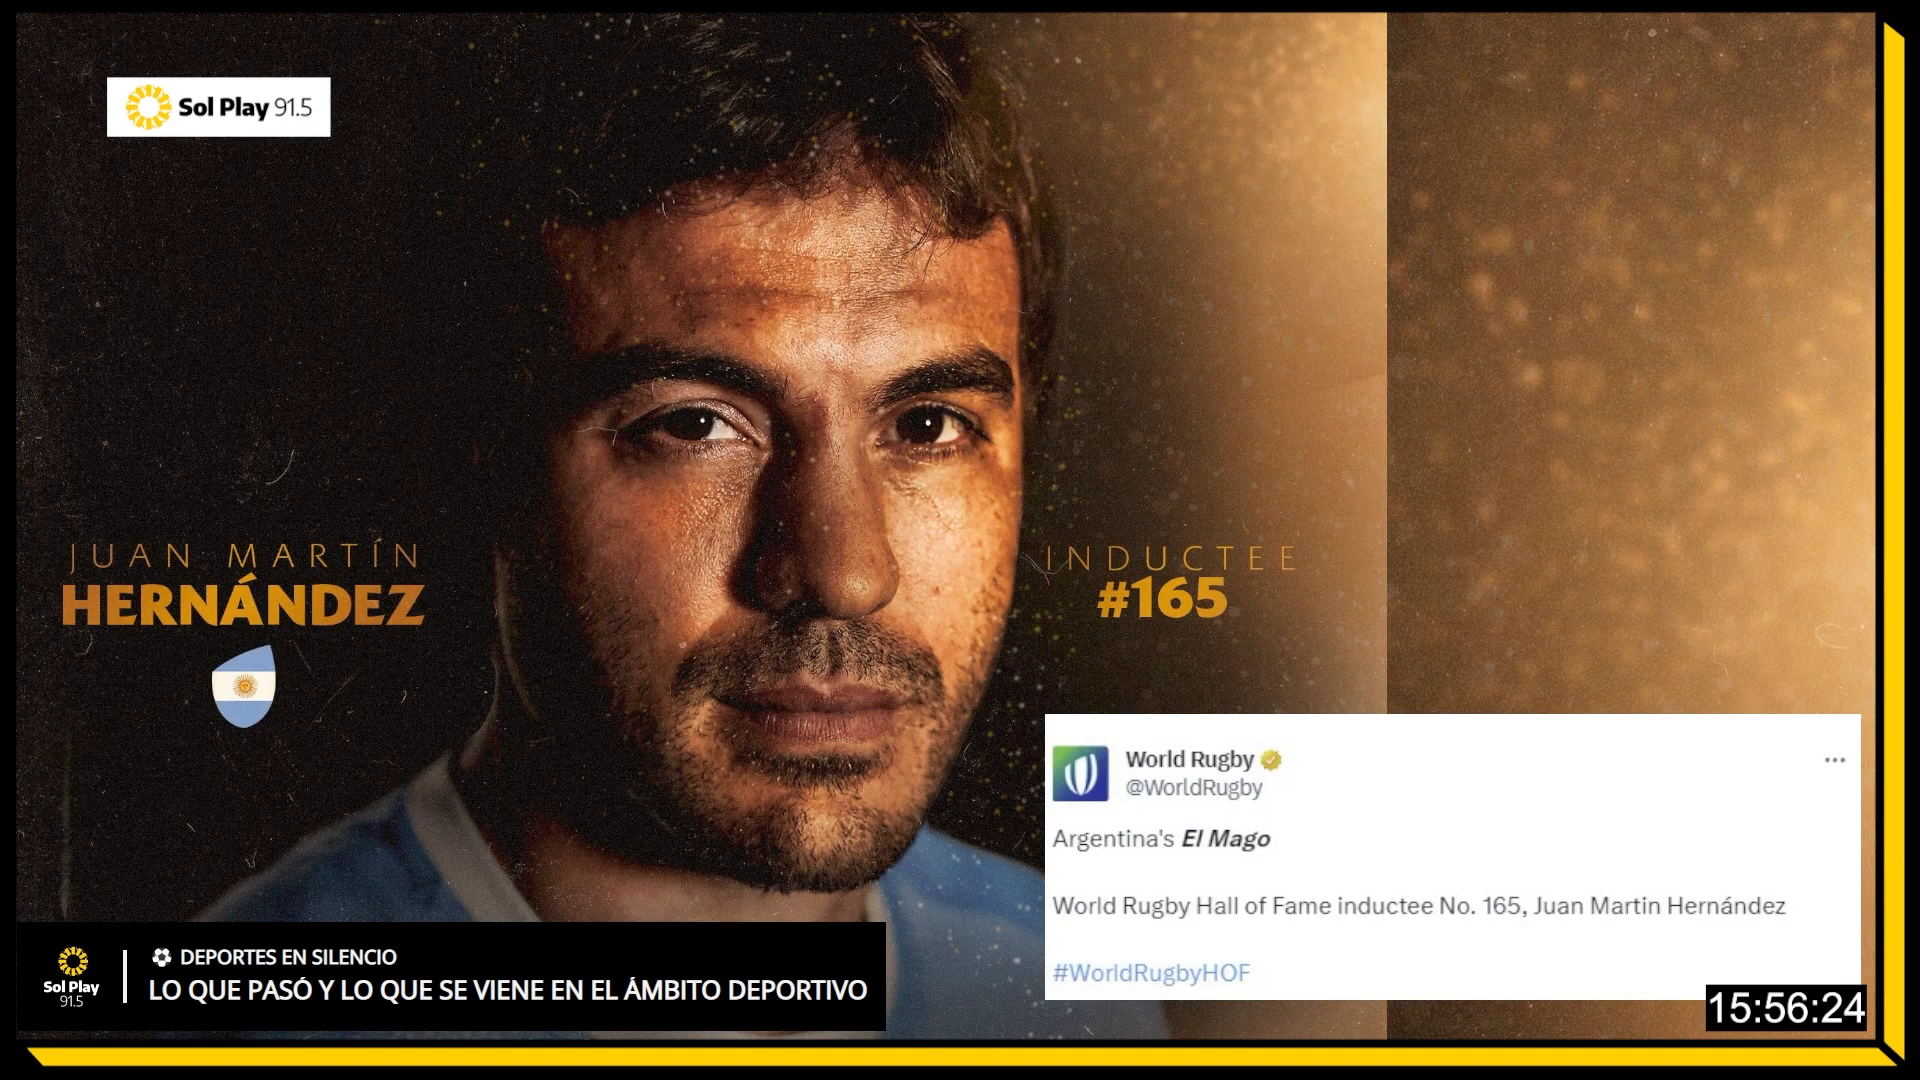 Sol Play 91.5
JUAN MARTÍN
HERNÁNDEZ
INDUCTEE
#165
World Rugby
@WorldRugby
Argentina's El Mago
World Rugby Hall of Fame inductee No. 165, Juan Martin Hernández
#WorldRugbyHOF
Sol Play
91.5
DEPORTES EN SILENCIO
LO QUE PASÓ Y LO QUE SE VIENE EN EL ÁMBITO DEPORTIVO
15:56:24